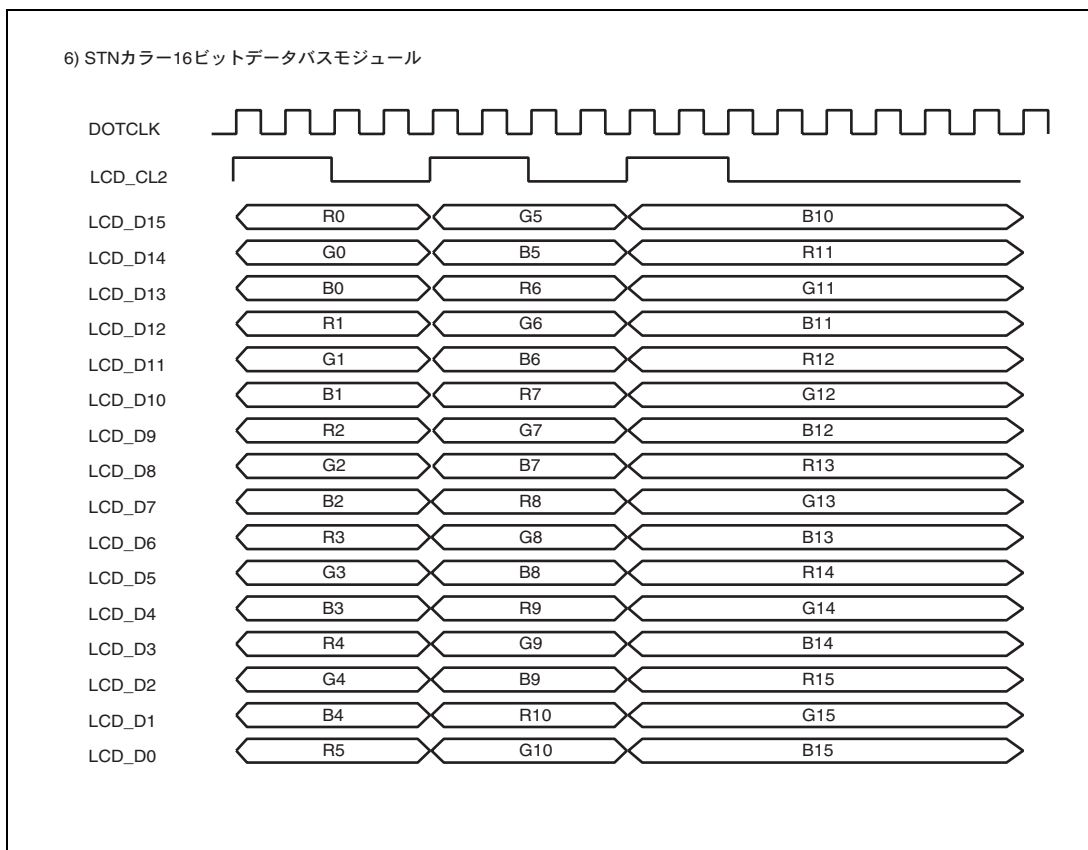 6) STNカラー16ビットデータバスモジュール
DOTCLK
LCD_CL2
LCD_D15 R0 G5 B10
LCD_D14 G0 B5 R11
LCD_D13 B0 R6 G11
LCD_D12 R1 G6 B11
LCD_D11 G1 B6 R12
LCD_D10 B1 R7 G12
LCD_D9 R2 G7 B12
LCD_D8 G2 B7 R13
LCD_D7 B2 R8 G13
LCD_D6 R3 G8 B13
LCD_D5 G3 B8 R14
LCD_D4 B3 R9 G14
LCD_D3 R4 G9 B14
LCD_D2 G4 B9 R15
LCD_D1 B4 R10 G15
LCD_D0 R5 G10 B15